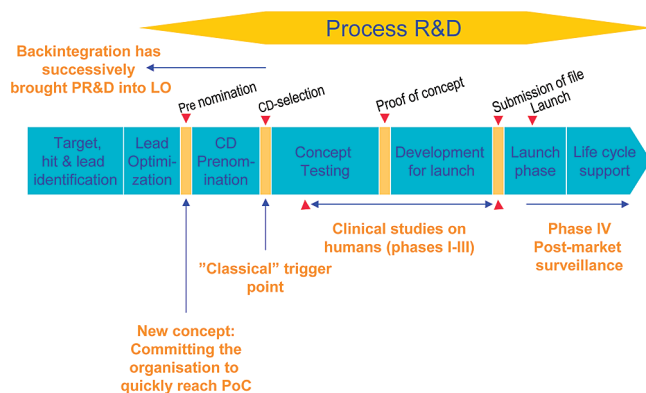 Process R&D
Backintegration has
successively
brought PR&D into LO
Pre nomination
CD-selection
Proof of concept
Submission of file
Launch
Target,
hit & lead
identification
Lead
Optimi-
zation
CD
Prenom-
ination
Concept
Testing
Development
for launch
Launch
phase
Life cycle
support
Clinical studies on
humans (phases I-III)
Phase IV
Post-market
surveillance
”Classical” trigger
point
New concept:
Committing the
organisation to
quickly reach PoC